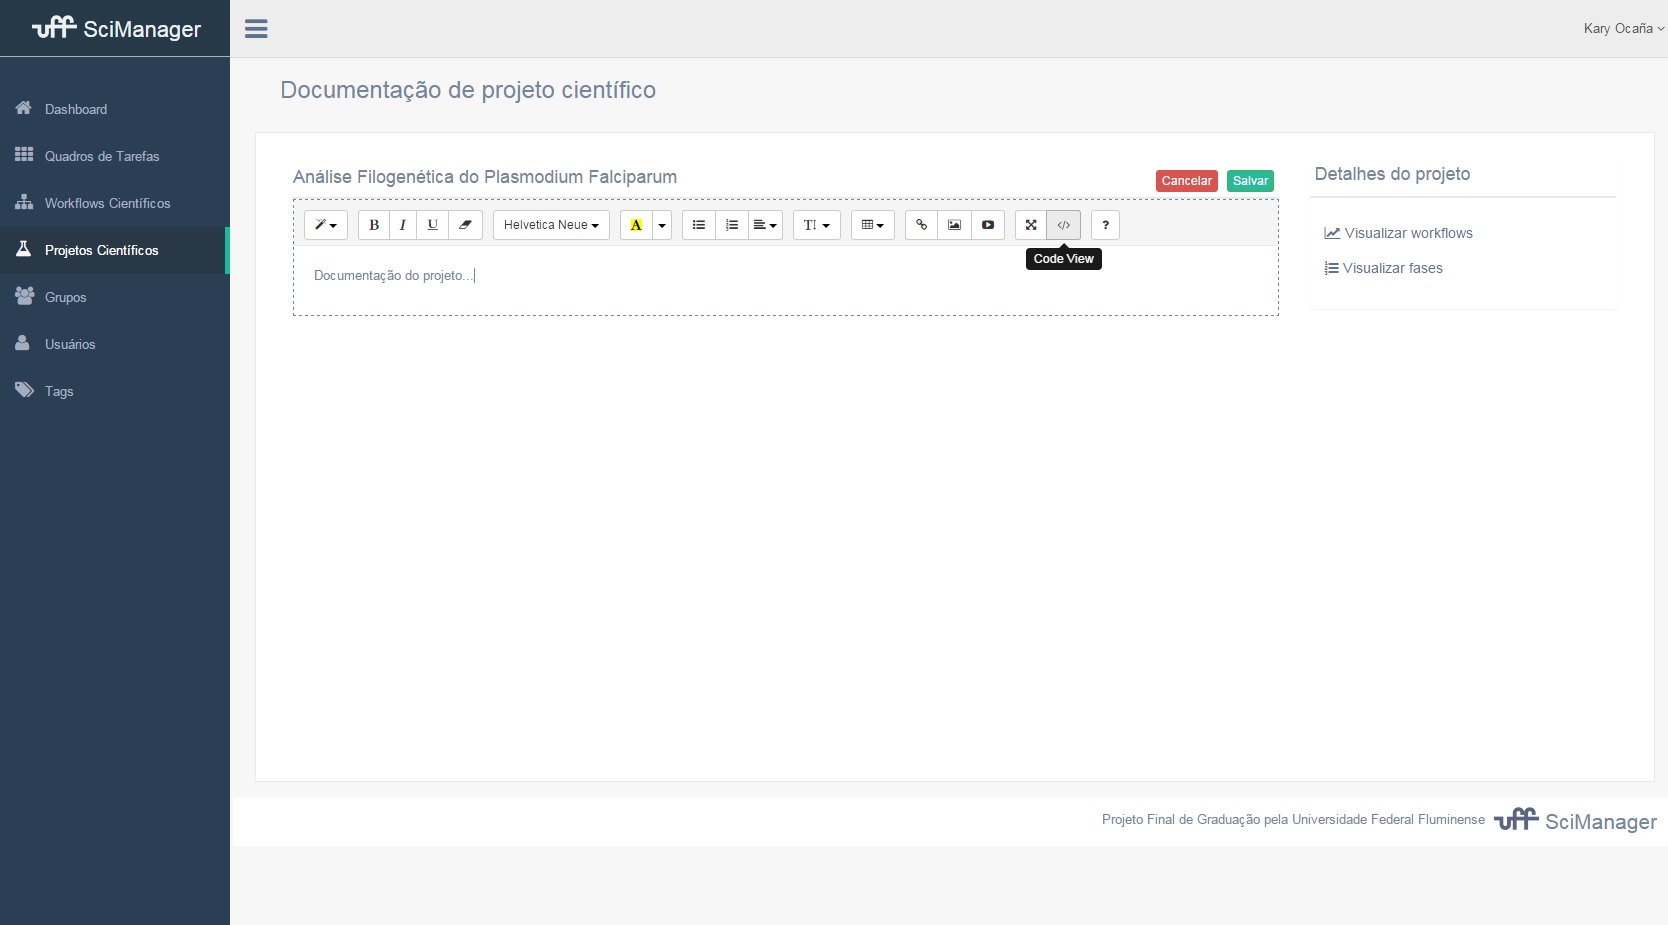 uff SciManager
Kary Ocaña
Dashboard
Quadros de Tarefas
Workflows Científicos
Projetos Científicos
Grupos
Usuários
Tags
Documentação de projeto científico
Análise Filogenética do Plasmodium Falciparum
Cancelar Salvar
B I U Helvetica Neue A T! ?
Code View
Documentação do projeto...
Detalhes do projeto
Visualizar workflows
Visualizar fases
Projeto Final de Graduação pela Universidade Federal Fluminense uff SciManager